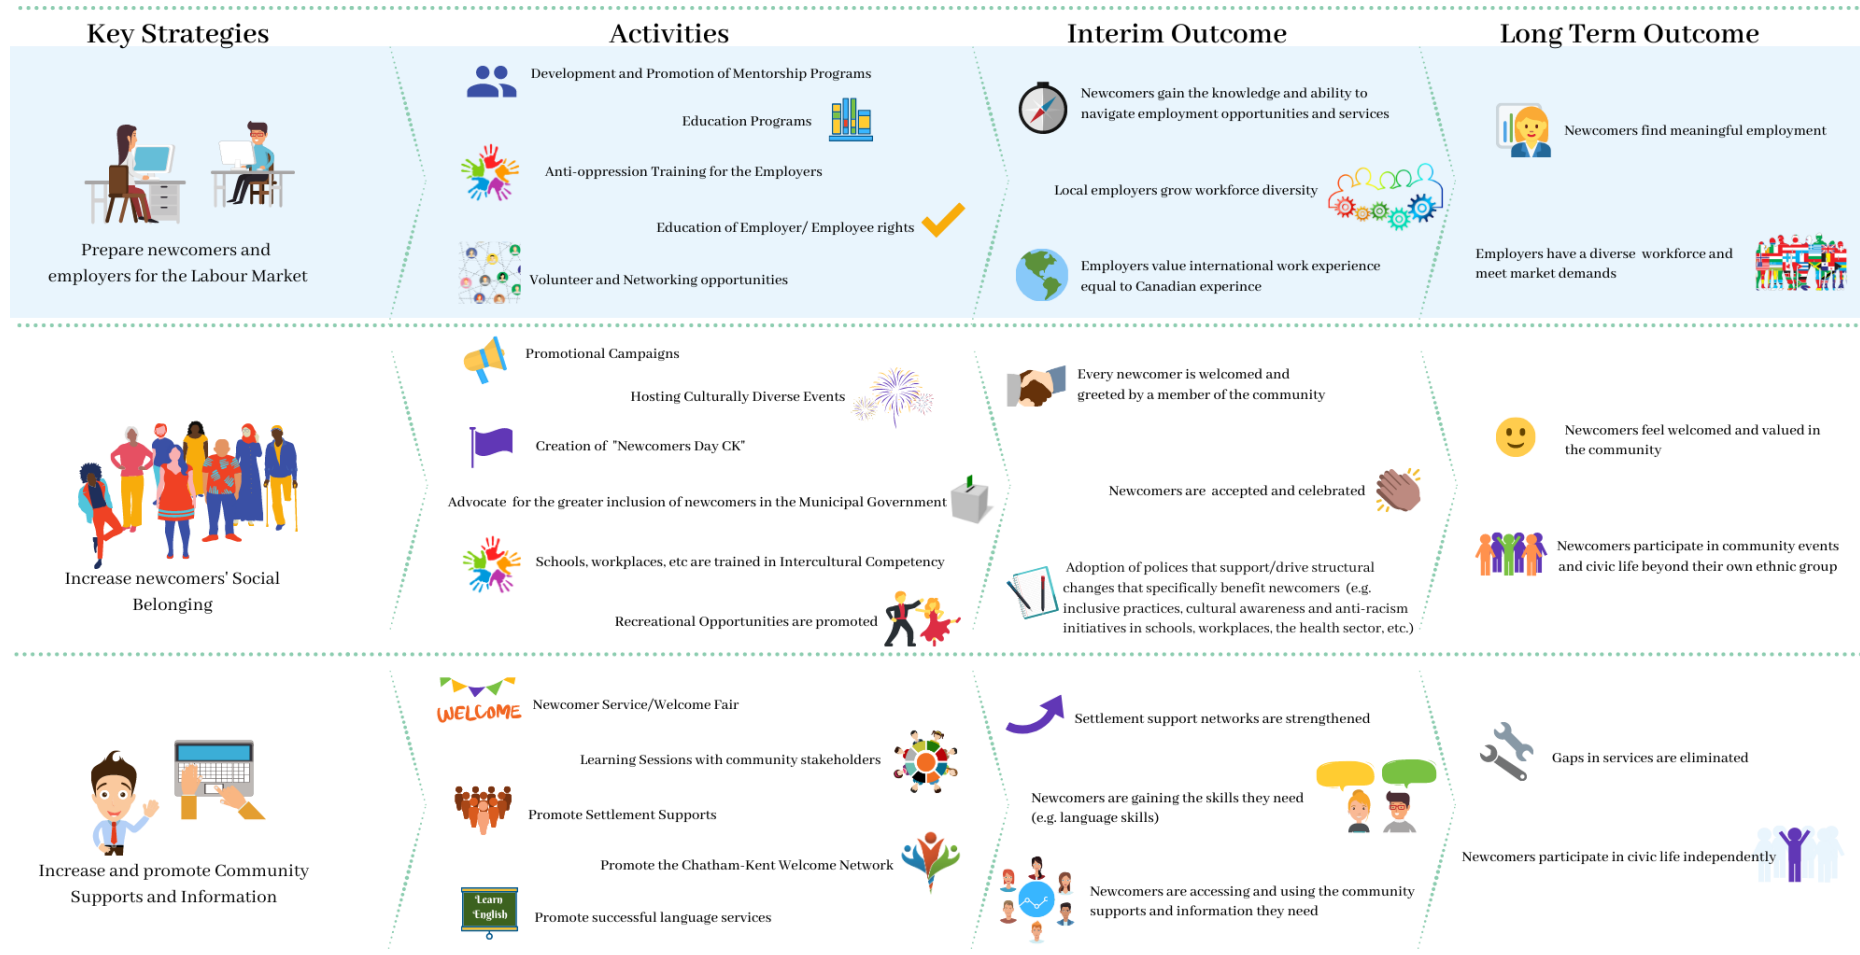 Key Strategies
Activities
Interim Outcome
Long Term Outcome
Prepare newcomers and
employers for the Labour Market
Development and Promotion of Mentorship Programs
Education Programs
Anti-oppression Training for the Employers
Education of Employer/ Employee rights
Volunteer and Networking opportunities
Newcomers gain the knowledge and ability to
navigate employment opportunities and services
Local employers grow workforce diversity
Employers value international work experience
equal to Canadian experince
Newcomers find meaningful employment
Employers have a diverse workforce and
meet market demands
Increase newcomers' Social
Belonging
Promotional Campaigns
Hosting Culturally Diverse Events
Creation of "Newcomers Day CK"
Advocate for the greater inclusion of newcomers in the Municipal Government
Schools, workplaces, etc are trained in Intercultural Competency
Recreational Opportunities are promoted
Every newcomer is welcomed and
greeted by a member of the community
Newcomers are accepted and celebrated
Adoption of polices that support/drive structural
changes that specifically benefit newcomers (e.g.
inclusive practices, cultural awareness and anti-racism
initiatives in schools, workplaces, the health sector, etc.)
Newcomers feel welcomed and valued in
the community
Newcomers participate in community events
and civic life beyond their own ethnic group
Increase and promote Community
Supports and Information
WELCOME
Newcomer Service/Welcome Fair
Learning Sessions with community stakeholders
Promote Settlement Supports
Promote the Chatham-Kent Welcome Network
Learn
English
Promote successful language services
Settlement support networks are strengthened
Newcomers are gaining the skills they need
(e.g. language skills)
Newcomers are accessing and using the community
supports and information they need
Gaps in services are eliminated
Newcomers participate in civic life independently